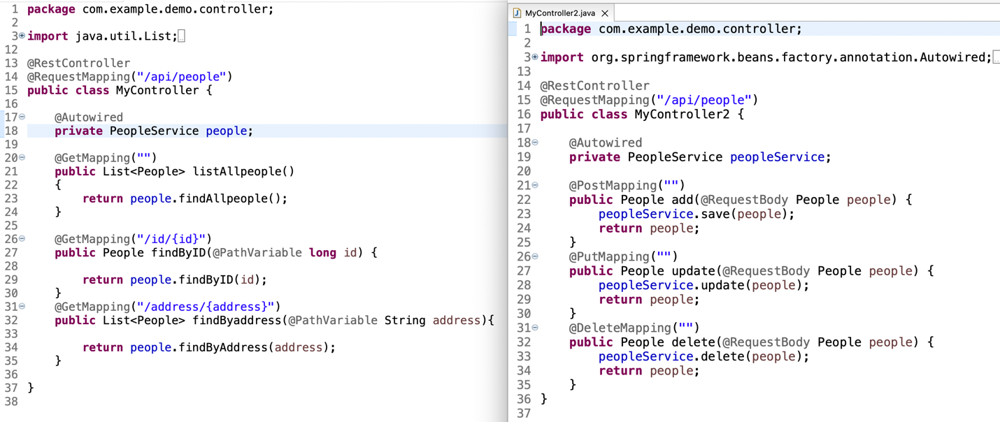 1 package com.example.demo.controller;
2
3 import java.util.List;
12
13 @RestController
14 @RequestMapping("/api/people")
15 public class MyController {
16
17     @Autowired
18     private PeopleService people;
19
20     @GetMapping("")
21     public List<People> listAllpeople()
22     {
23         return people.findAllpeople();
24     }
25
26     @GetMapping("/id/{id}")
27     public People findByID(@PathVariable long id) {
28
29         return people.findByID(id);
30     }
31     @GetMapping("/address/{address}")
32     public List<People> findByaddress(@PathVariable String address){
33
34         return people.findByAddress(address);
35     }
36
37 }
38
MyController2.java
1 package com.example.demo.controller;
2
3 import org.springframework.beans.factory.annotation.Autowired;
13
14 @RestController
15 @RequestMapping("/api/people")
16 public class MyController2 {
17
18     @Autowired
19     private PeopleService peopleService;
20
21     @PostMapping("")
22     public People add(@RequestBody People people) {
23         peopleService.save(people);
24         return people;
25     }
26     @PutMapping("")
27     public People update(@RequestBody People people) {
28         peopleService.update(people);
29         return people;
30     }
31     @DeleteMapping("")
32     public People delete(@RequestBody People people) {
33         peopleService.delete(people);
34         return people;
35     }
36 }
37